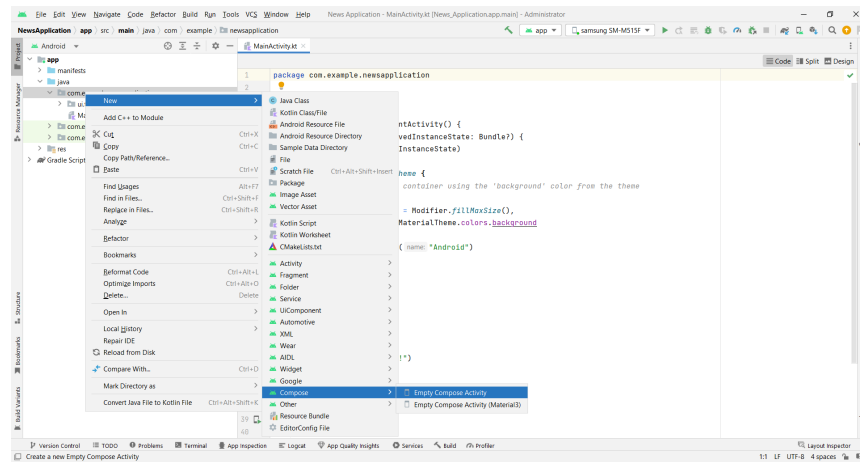 File Edit View Navigate Code Refactor Build Run Tools VCS Window Help News Application - MainActivity.kt [News_Application.app.main] - Administrator
NewsApplication app src main java com example newsapplication app samsung SM-M515F
Android MainActivity.kt
Code Split Design
Project
Resource Manager
Structure
Bookmarks
Build Variants
app
manifests
java
com.e
ui
Ma
com.e
com.e
res
Gradle Script
1 package com.example.newsapplication
2
ntActivity() {
vedInstanceState: Bundle?) {
InstanceState)
heme {
container using the 'background' color from the theme
= Modifier.fillMaxSize(),
MaterialTheme.colors.background
( name: "Android")
!")
39
40
New
Add C++ to Module
Cut Ctrl+X
Copy Ctrl+C
Copy Path/Reference...
Paste Ctrl+V
Find Usages Alt+F7
Find in Files... Ctrl+Shift+F
Replace in Files... Ctrl+Shift+R
Analyze
Refactor
Bookmarks
Reformat Code Ctrl+Alt+L
Optimize Imports Ctrl+Alt+O
Delete... Delete
Open In
Local History
Repair IDE
Reload from Disk
Compare With... Ctrl+D
Mark Directory as
Convert Java File to Kotlin File Ctrl+Alt+Shift+K
Java Class
Kotlin Class/File
Android Resource File
Android Resource Directory
Sample Data Directory
File
Scratch File Ctrl+Alt+Shift+Insert
Package
Image Asset
Vector Asset
Kotlin Script
Kotlin Worksheet
CMakeLists.txt
Activity
Fragment
Folder
Service
UiComponent
Automotive
XML
Wear
AIDL
Widget
Google
Compose
Other
Resource Bundle
EditorConfig File
Empty Compose Activity
Empty Compose Activity (Material3)
Version Control TODO Problems Terminal App Inspection Logcat App Quality Insights Services Build Profiler Layout Inspector
Create a new Empty Compose Activity 1:1 LF UTF-8 4 spaces